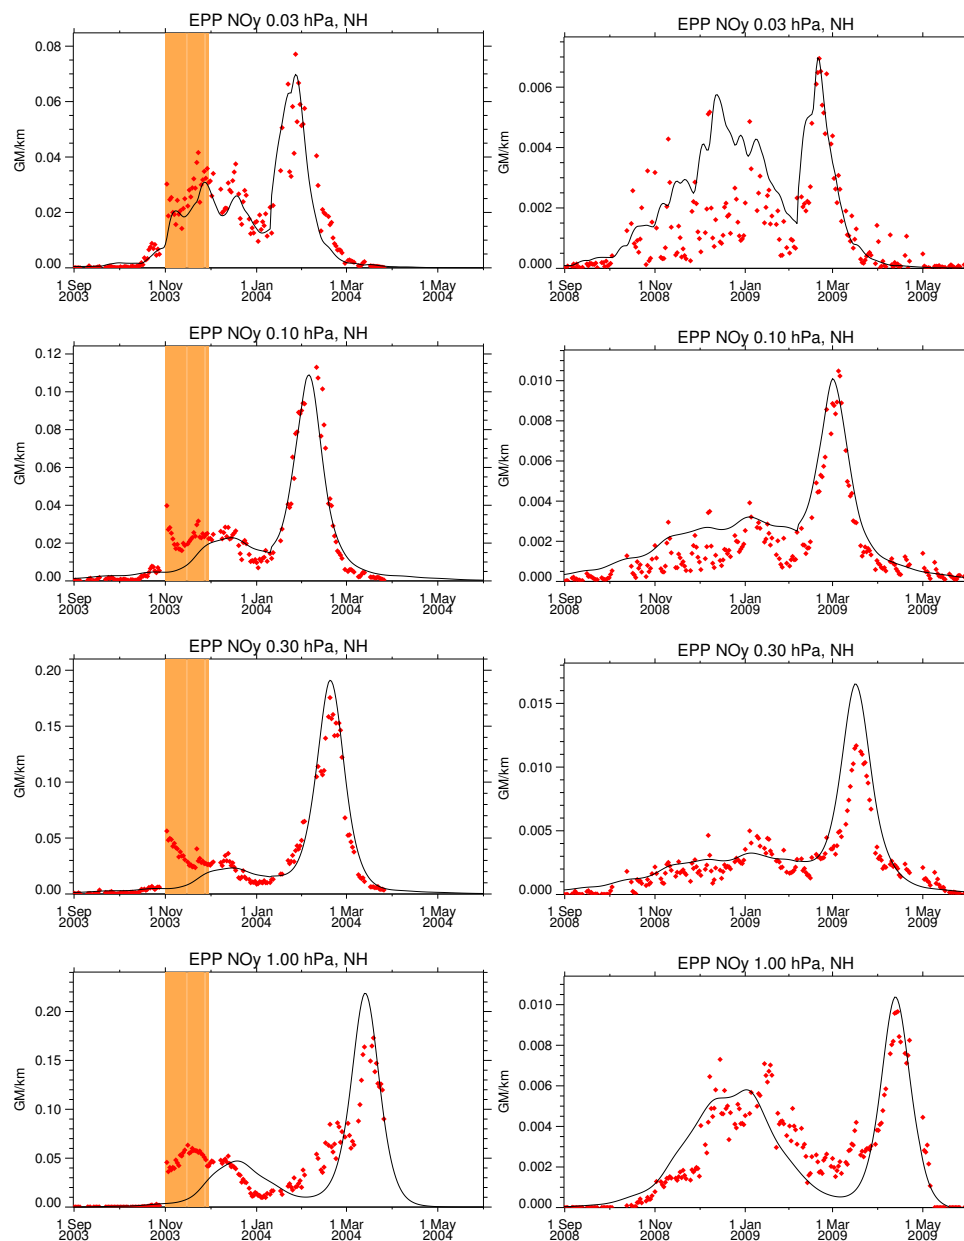 EPP NOy 0.03 hPa, NH
0.08
0.06
0.04
0.02
0.00
GM/km
1 Sep 1 Nov 1 Jan 1 Mar 1 May
2003 2003 2004 2004 2004
EPP NOy 0.03 hPa, NH
0.006
0.004
0.002
0.000
GM/km
1 Sep 1 Nov 1 Jan 1 Mar 1 May
2008 2008 2009 2009 2009
EPP NOy 0.10 hPa, NH
0.12
0.10
0.08
0.06
0.04
0.02
0.00
GM/km
1 Sep 1 Nov 1 Jan 1 Mar 1 May
2003 2003 2004 2004 2004
EPP NOy 0.10 hPa, NH
0.010
0.008
0.006
0.004
0.002
0.000
GM/km
1 Sep 1 Nov 1 Jan 1 Mar 1 May
2008 2008 2009 2009 2009
EPP NOy 0.30 hPa, NH
0.20
0.15
0.10
0.05
0.00
GM/km
1 Sep 1 Nov 1 Jan 1 Mar 1 May
2003 2003 2004 2004 2004
EPP NOy 0.30 hPa, NH
0.015
0.010
0.005
0.000
GM/km
1 Sep 1 Nov 1 Jan 1 Mar 1 May
2008 2008 2009 2009 2009
EPP NOy 1.00 hPa, NH
0.20
0.15
0.10
0.05
0.00
GM/km
1 Sep 1 Nov 1 Jan 1 Mar 1 May
2003 2003 2004 2004 2004
EPP NOy 1.00 hPa, NH
0.010
0.008
0.006
0.004
0.002
0.000
GM/km
1 Sep 1 Nov 1 Jan 1 Mar 1 May
2008 2008 2009 2009 2009